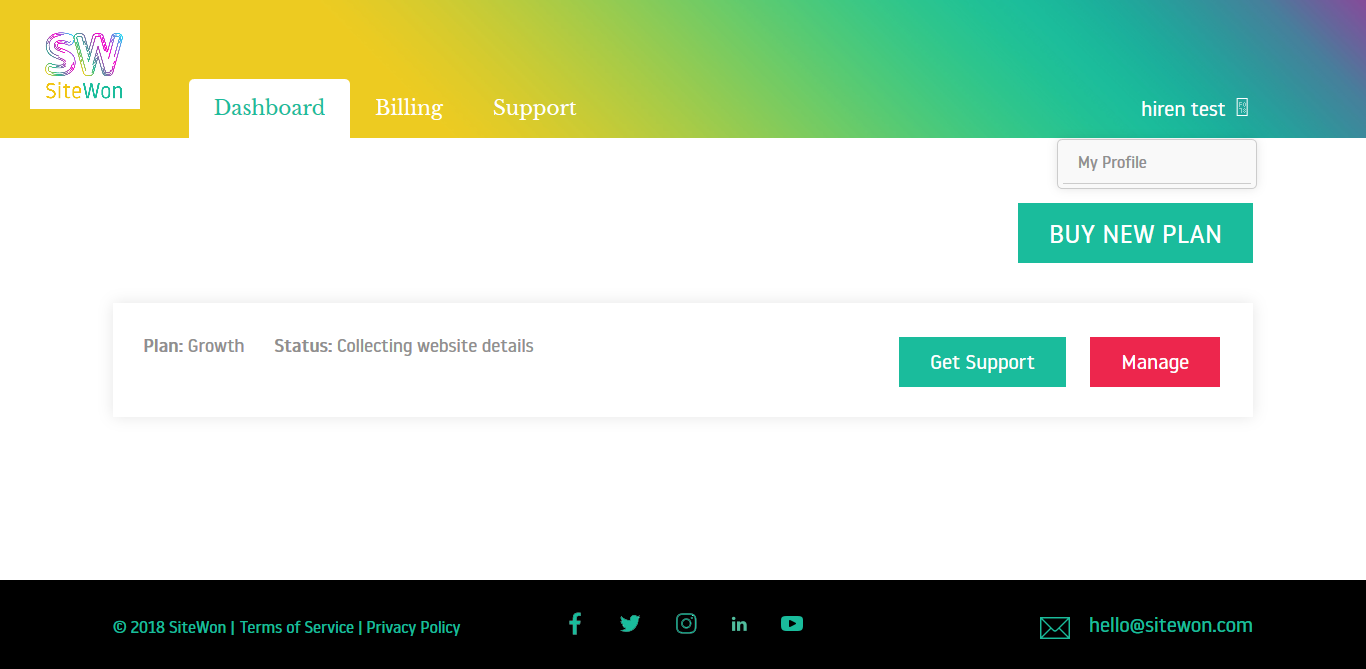 SW
SiteWon
Dashboard Billing Support hiren test
My Profile
BUY NEW PLAN
Plan: Growth Status: Collecting website details Get Support Manage
© 2018 SiteWon | Terms of Service | Privacy Policy in hello@sitewon.com